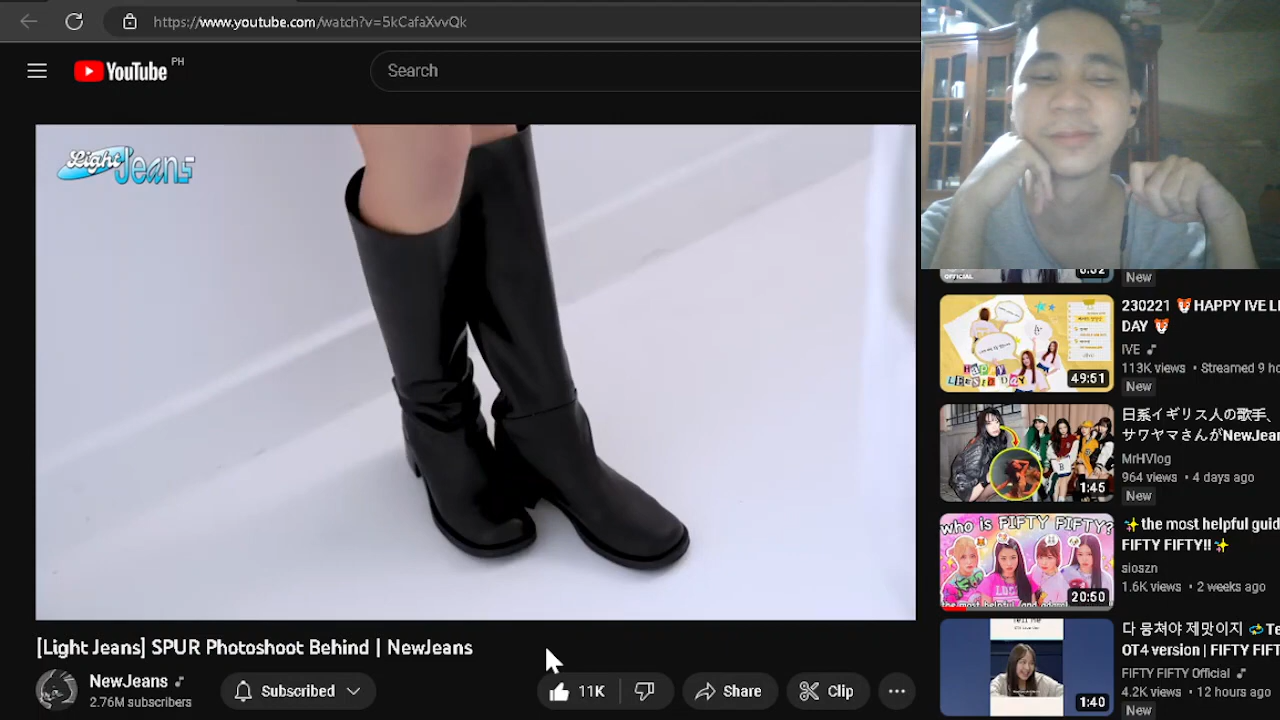 https://www.youtube.com/watch?v=5kCafaXvvQk
YouTube PH
Search
Light Jeans
[Light Jeans] SPUR Photoshoot Behind | NewJeans
NewJeans
2.76M subscribers
Subscribed
11K
Share
Clip
OFFICIAL
New
230221 🐯HAPPY IVE L
DAY 🐯
IVE
113K views • Streamed 9 ho
New
HAPPY
49:51
日系イギリス人の歌手、
サワヤマさんがNewJean
MrHVlog
964 views • 4 days ago
New
1:45
✨the most helpful guid
FIFTY FIFTY!!✨
sioszn
1.6K views • 2 weeks ago
who is FIFTY FIFTY?
20:50
다 뭉쳐야 제맛이지 💫Te
OT4 version | FIFTY FIFT
FIFTY FIFTY Official
4.2K views • 12 hours ago
New
Tell Me
1:40